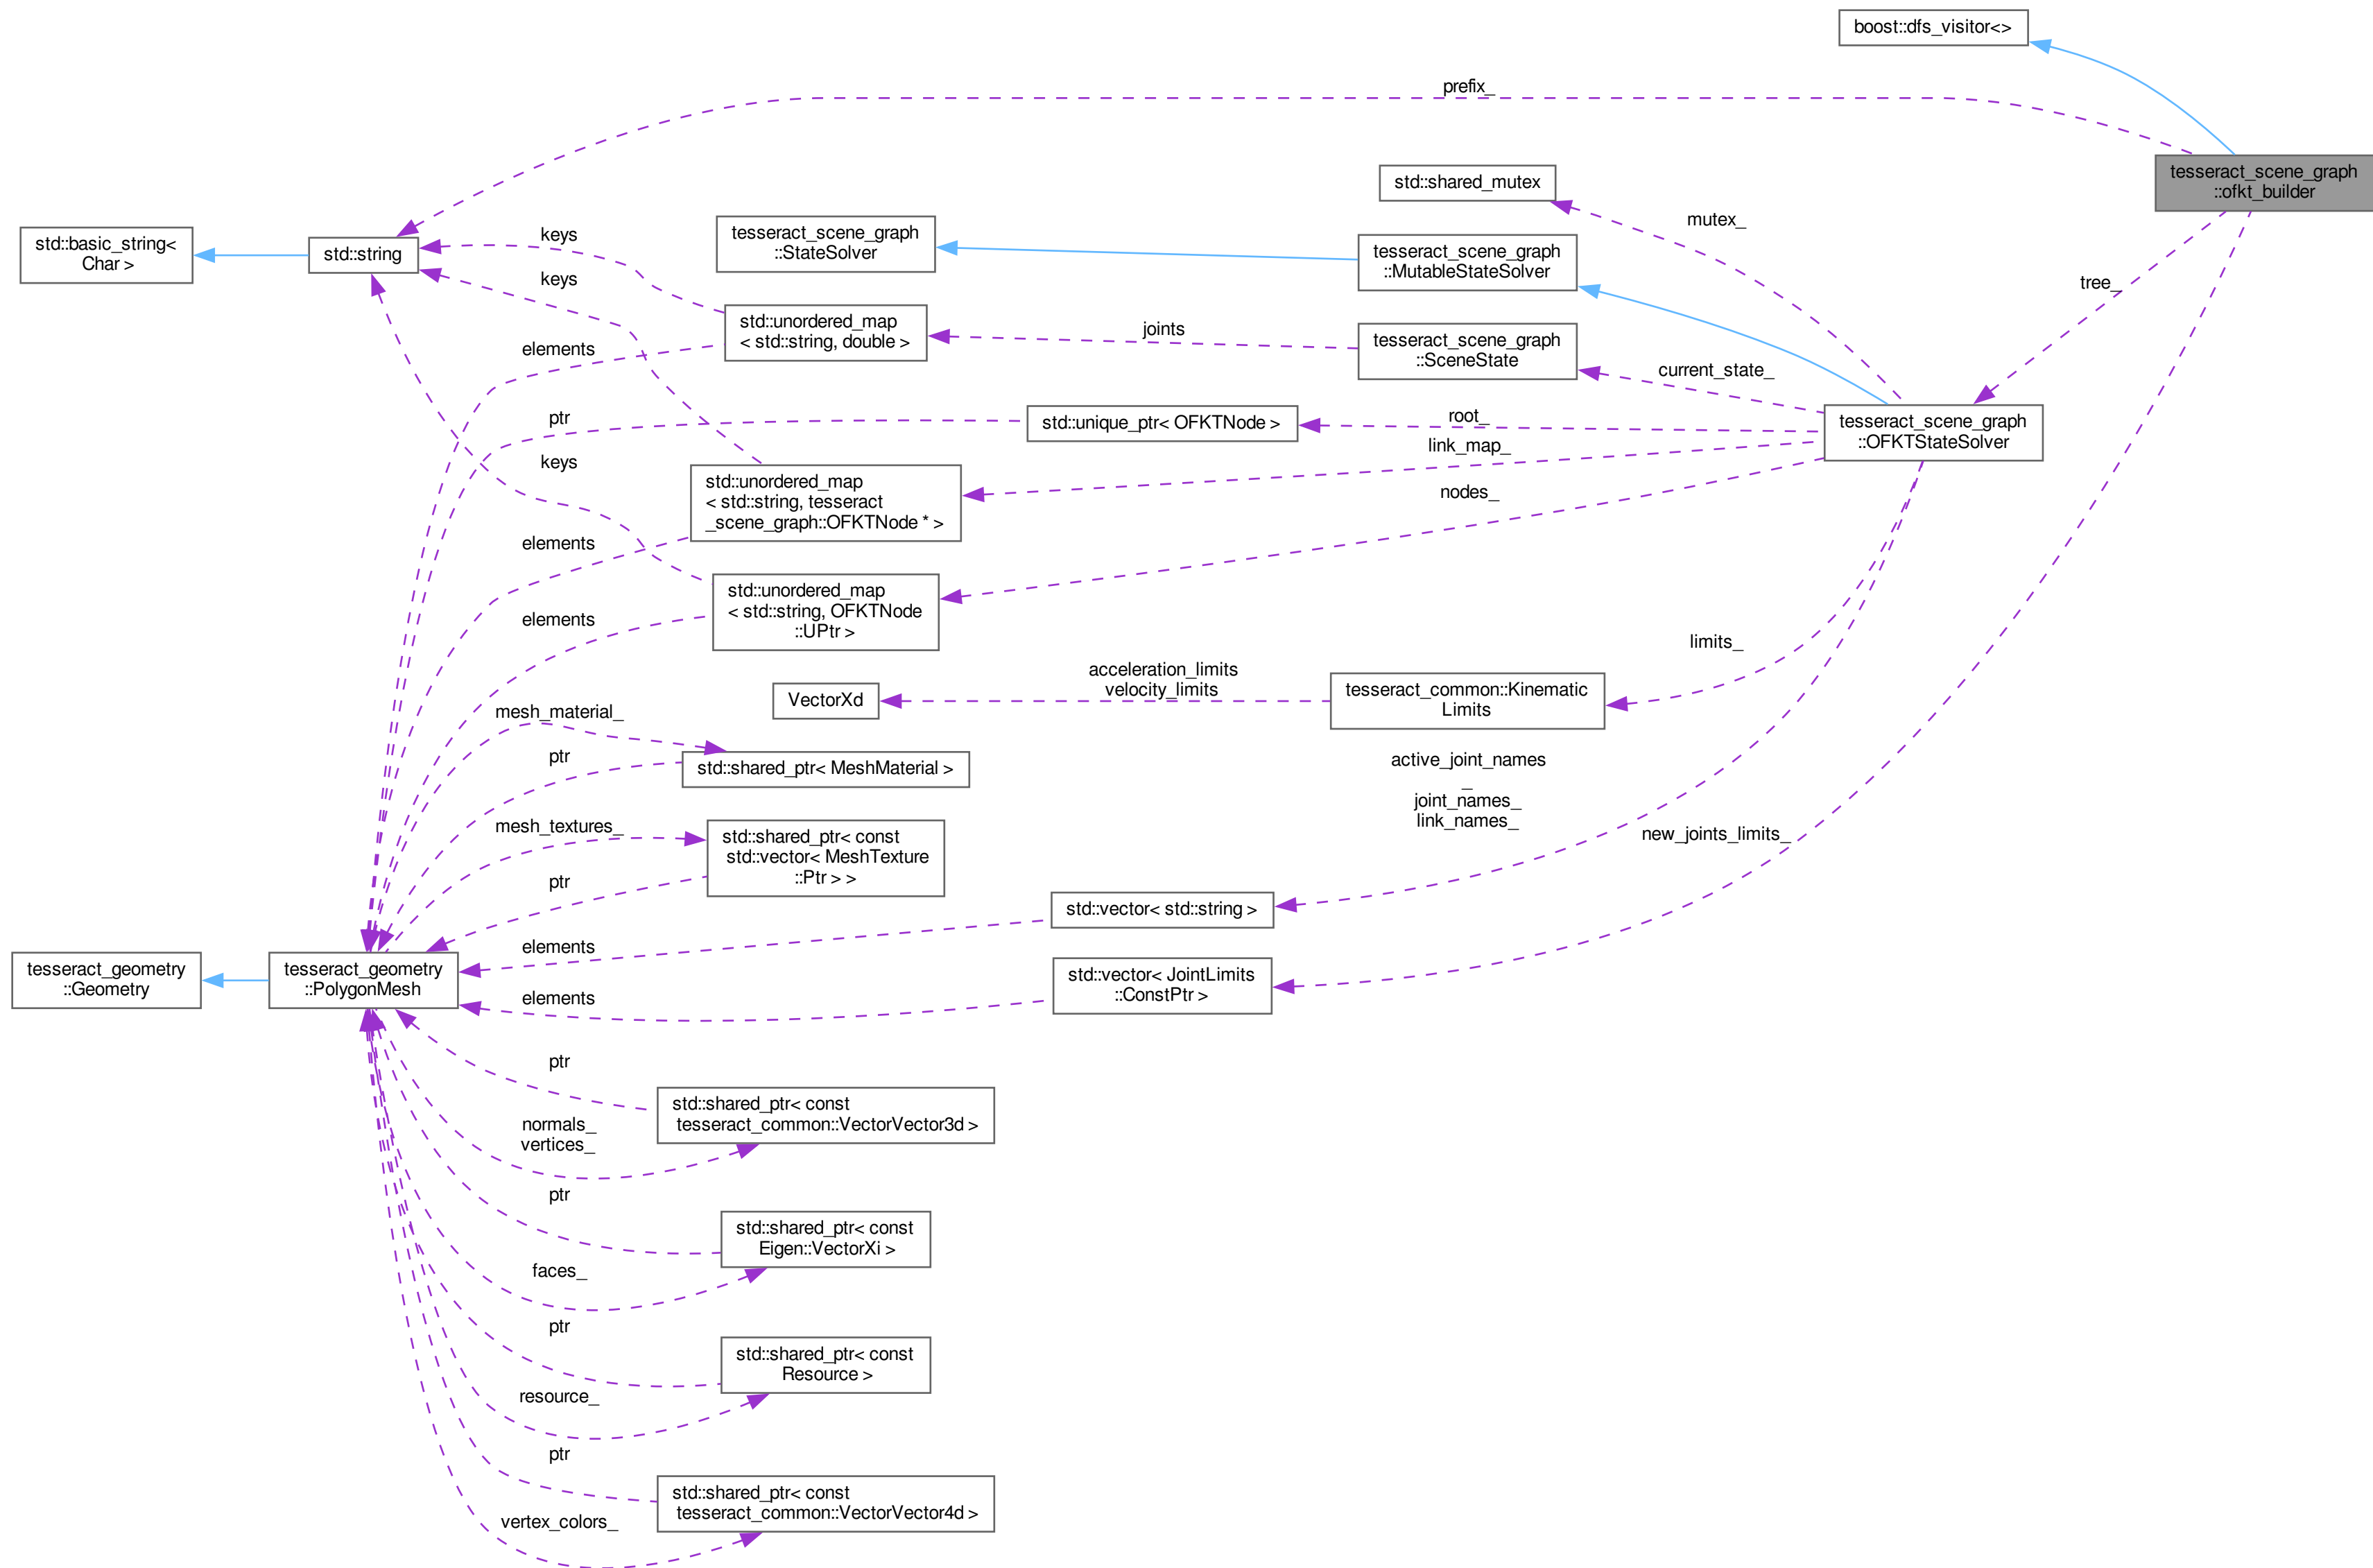 boost::dfs_visitor<>
prefix_
tesseract_scene_graph
::ofkt_builder
std::shared_mutex
mutex_
std::basic_string<
Char >
std::string
keys
tesseract_scene_graph
::StateSolver
tesseract_scene_graph
::MutableStateSolver
tree_
keys
std::unordered_map
< std::string, double >
joints
tesseract_scene_graph
::SceneState
elements
current_state_
ptr
std::unique_ptr< OFKTNode >
root_
tesseract_scene_graph
::OFKTStateSolver
link_map_
keys
std::unordered_map
< std::string, tesseract
_scene_graph::OFKTNode * >
nodes_
elements
std::unordered_map
< std::string, OFKTNode
::UPtr >
elements
limits_
acceleration_limits
velocity_limits
VectorXd
tesseract_common::Kinematic
Limits
mesh_material_
ptr
std::shared_ptr< MeshMaterial >
active_joint_names
_
joint_names_
link_names_
mesh_textures_
std::shared_ptr< const
std::vector< MeshTexture
::Ptr > >
new_joints_limits_
ptr
std::vector< std::string >
elements
tesseract_geometry
::Geometry
tesseract_geometry
::PolygonMesh
std::vector< JointLimits
::ConstPtr >
elements
ptr
std::shared_ptr< const
tesseract_common::VectorVector3d >
normals_
vertices_
ptr
std::shared_ptr< const
Eigen::VectorXi >
faces_
ptr
std::shared_ptr< const
Resource >
resource_
ptr
std::shared_ptr< const
tesseract_common::VectorVector4d >
vertex_colors_